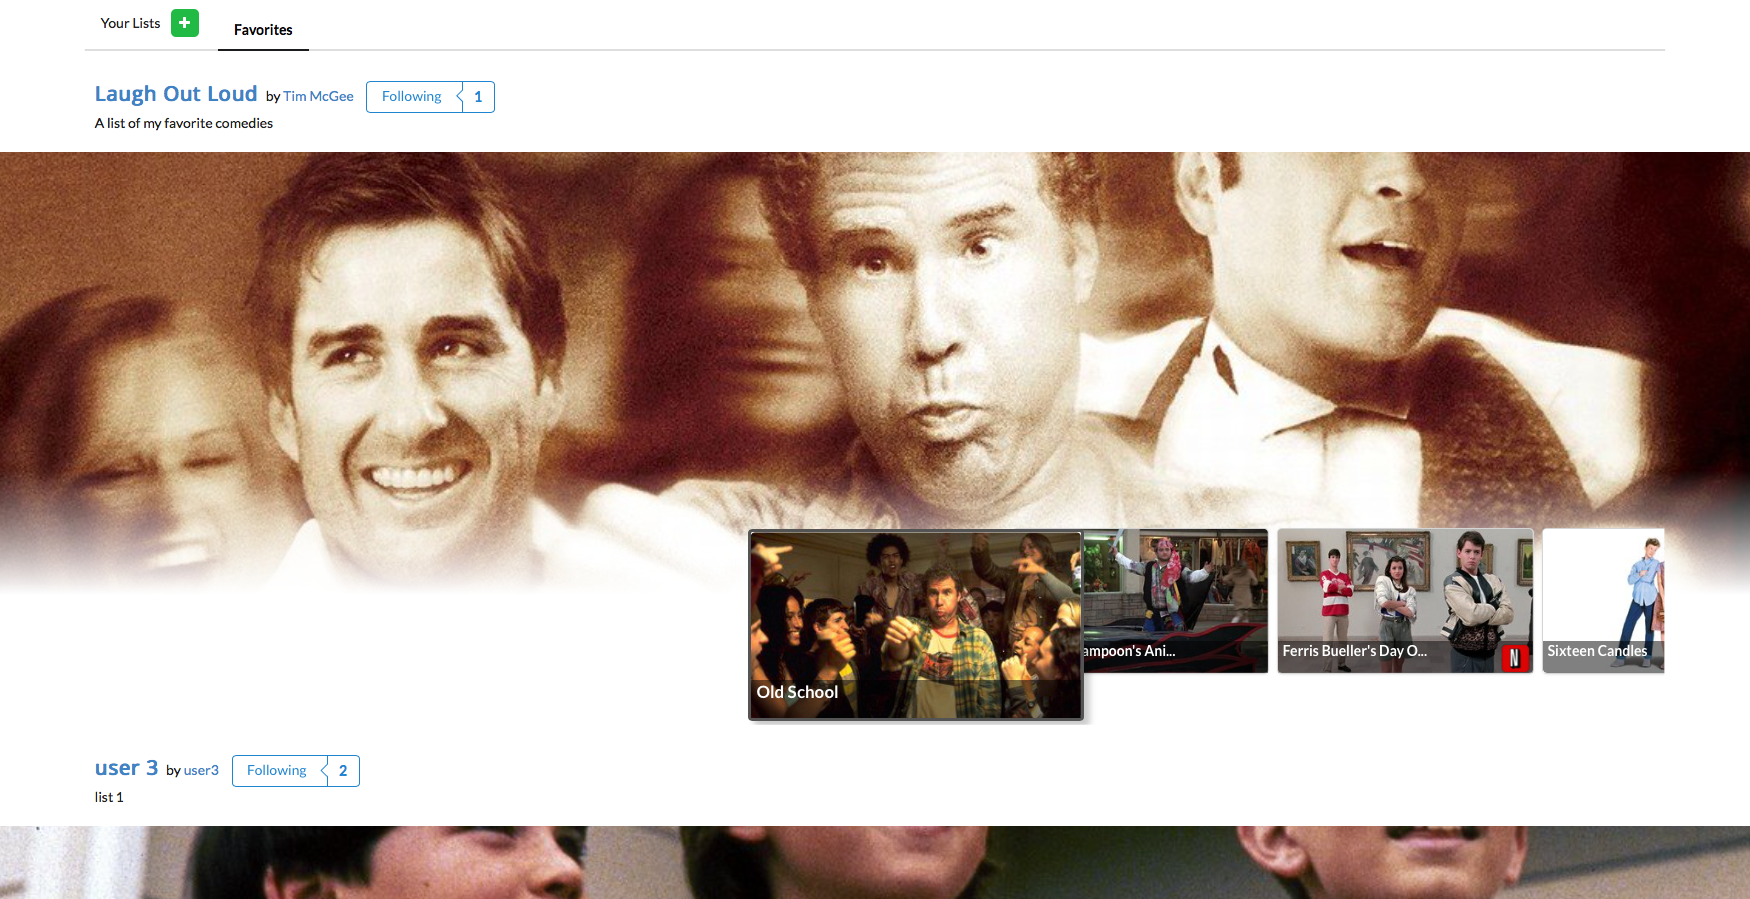 Your Lists
Favorites
Laugh Out Loud by Tim McGee Following 1
A list of my favorite comedies
Old School
ampoon's Ani...
Ferris Bueller's Day O...
N
Sixteen Candles
user 3 by user3 Following 2
list 1